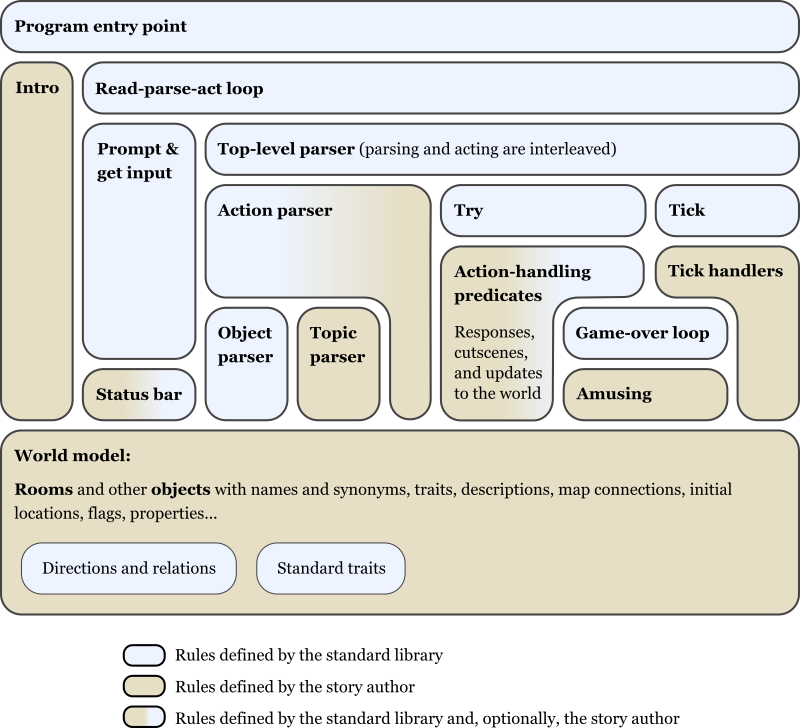 Program entry point
Intro
Read-parse-act loop
Prompt &
get input
Top-level parser (parsing and acting are interleaved)
Action parser
Try
Tick
Action-handling
predicates
Responses,
cutscenes,
and updates
to the world
Tick handlers
Object
parser
Topic
parser
Game-over loop
Status bar
Amusing
World model:
Rooms and other objects with names and synonyms, traits, descriptions, map connections, initial
locations, flags, properties...
Directions and relations
Standard traits
Rules defined by the standard library
Rules defined by the story author
Rules defined by the standard library and, optionally, the story author